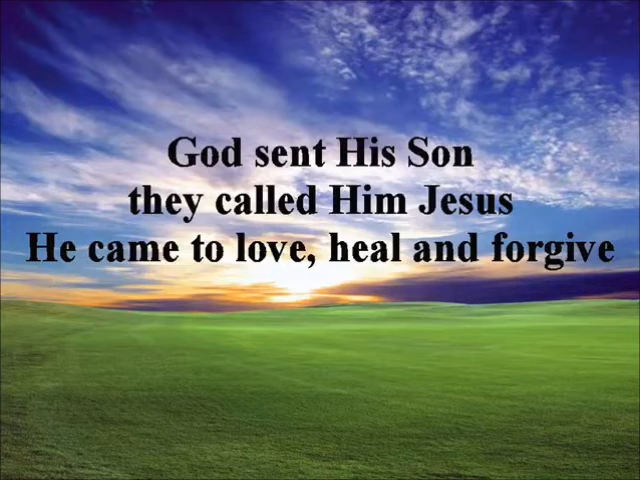 God sent His Son
they called Him Jesus
He came to love, heal and forgive